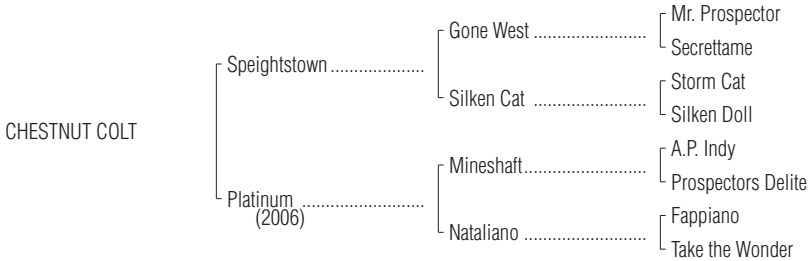 Mr. Prospector
Gone West ........................
Secrettame
Speightstown ....................
Storm Cat
Silken Cat ........................
Silken Doll
CHESTNUT COLT
A.P. Indy
Mineshaft..........................
Prospectors Delite
Platinum ..........................
(2006)
Fappiano
Nataliano ..........................
Take the Wonder